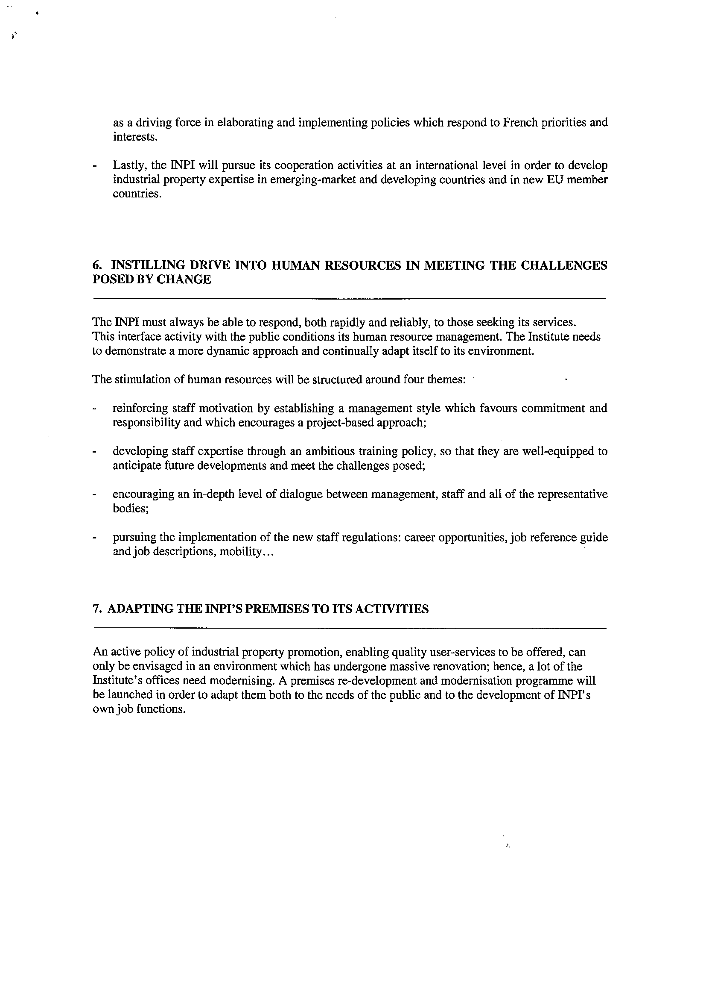 as a driving force in elaborating and implementing policies which respond to French priorities and
interests.
- Lastly, the INPI will pursue its cooperation activities at an international level in order to develop
industrial property expertise in emerging-market and developing countries and in new EU member
countries.
6. INSTILLING DRIVE INTO HUMAN RESOURCES IN MEETING THE CHALLENGES
POSED BY CHANGE
The INPI must always be able to respond, both rapidly and reliably, to those seeking its services.
This interface activity with the public conditions its human resource management. The Institute needs
to demonstrate a more dynamic approach and continually adapt itself to its environment.
The stimulation of human resources will be structured around four themes:
- reinforcing staff motivation by establishing a management style which favours commitment and
responsibility and which encourages a project-based approach;
- developing staff expertise through an ambitious training policy, so that they are well-equipped to
anticipate future developments and meet the challenges posed;
- encouraging an in-depth level of dialogue between management, staff and all of the representative
bodies;
- pursuing the implementation of the new staff regulations: career opportunities, job reference guide
and job descriptions, mobility...
7. ADAPTING THE INPI'S PREMISES TO ITS ACTIVITIES
An active policy of industrial property promotion, enabling quality user-services to be offered, can
only be envisaged in an environment which has undergone massive renovation; hence, a lot of the
Institute's offices need modernising. A premises re-development and modernisation programme will
be launched in order to adapt them both to the needs of the public and to the development of INPI's
own job functions.